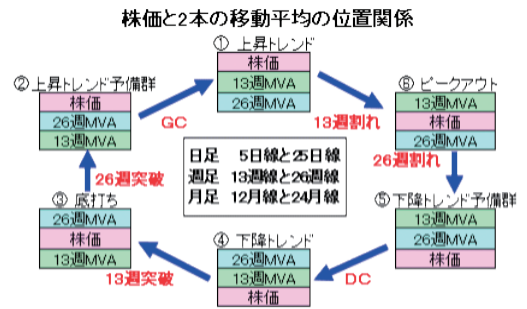 株価と2本の移動平均の位置関係
① 上昇トレンド
株価
13週MVA
26週MVA
② 上昇トレンド予備群
株価
26週MVA
13週MVA
GC
13週割れ
⑥ ピークアウト
13週MVA
株価
26週MVA
日足 5日線と25日線
週足 13週線と26週線
月足 12月線と24月線
26週突破
26週割れ
③ 底打ち
26週MVA
株価
13週MVA
⑤下降トレンド予備群
13週MVA
26週MVA
株価
④ 下降トレンド
26週MVA
13週MVA
株価
13週突破
DC